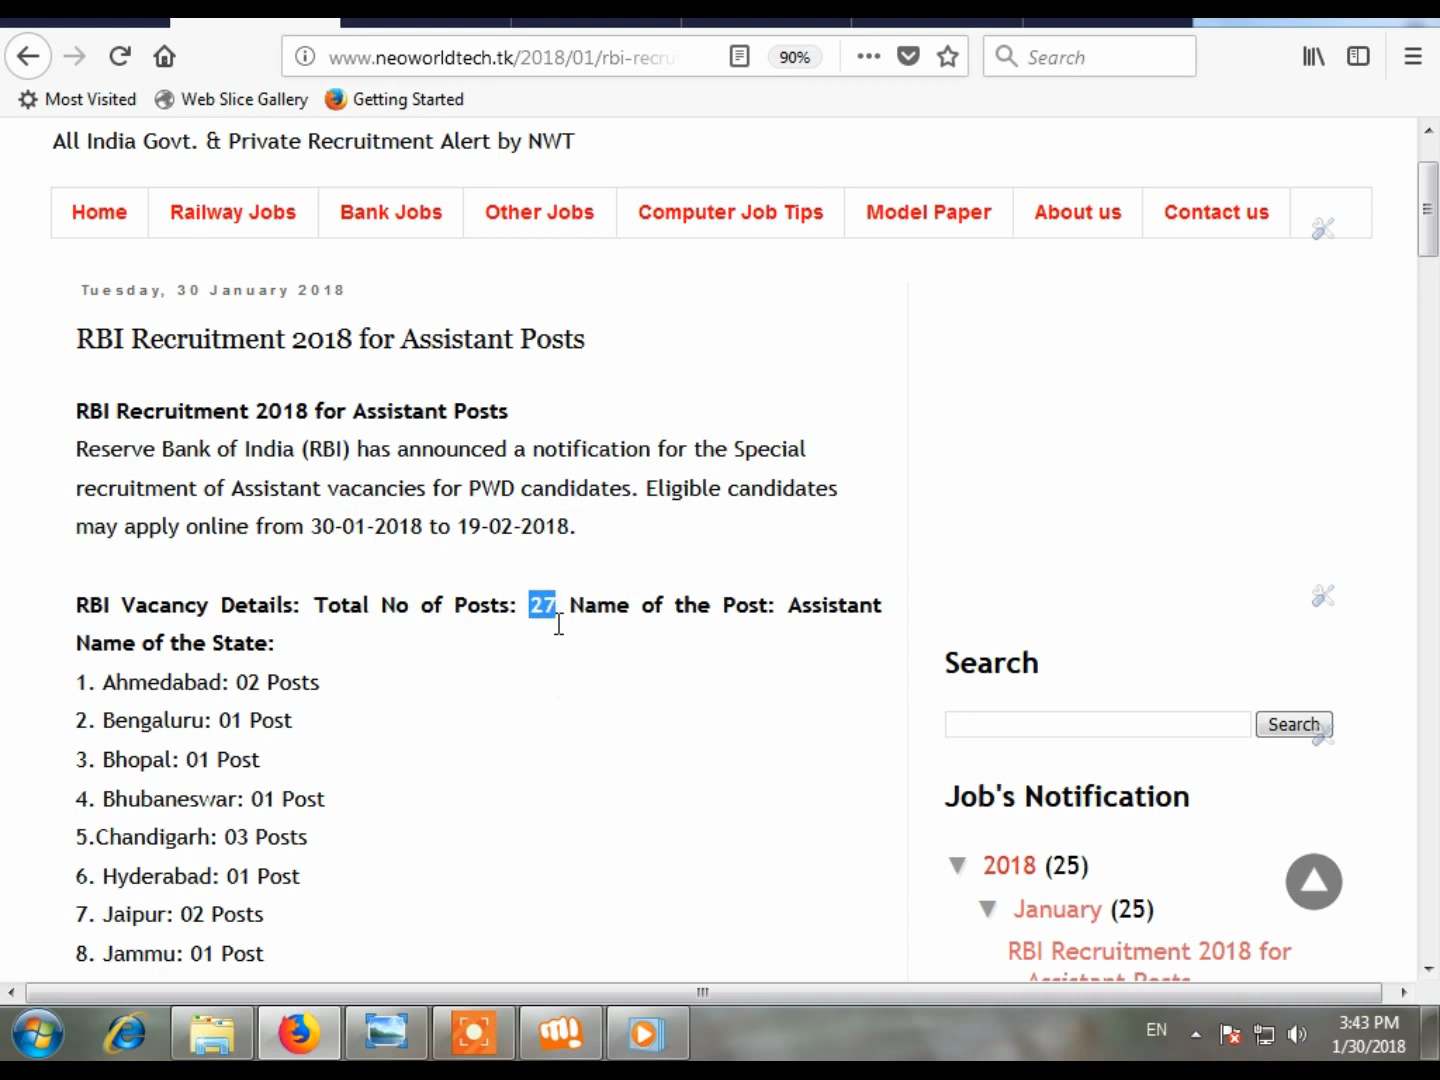 www.neoworldtech.tk/2018/01/rbi-recru
90%
Search
Most Visited
Web Slice Gallery
Getting Started
All India Govt. & Private Recruitment Alert by NWT
Home
Railway Jobs
Bank Jobs
Other Jobs
Computer Job Tips
Model Paper
About us
Contact us
Tuesday, 30 January 2018
RBI Recruitment 2018 for Assistant Posts
RBI Recruitment 2018 for Assistant Posts
Reserve Bank of India (RBI) has announced a notification for the Special
recruitment of Assistant vacancies for PWD candidates. Eligible candidates
may apply online from 30-01-2018 to 19-02-2018.
RBI Vacancy Details: Total No of Posts: 27 Name of the Post: Assistant
Name of the State:
1. Ahmedabad: 02 Posts
2. Bengaluru: 01 Post
3. Bhopal: 01 Post
4. Bhubaneswar: 01 Post
5.Chandigarh: 03 Posts
6. Hyderabad: 01 Post
7. Jaipur: 02 Posts
8. Jammu: 01 Post
Search
Search
Job's Notification
2018 (25)
January (25)
RBI Recruitment 2018 for
Assistant Posts
EN
3:43 PM
1/30/2018